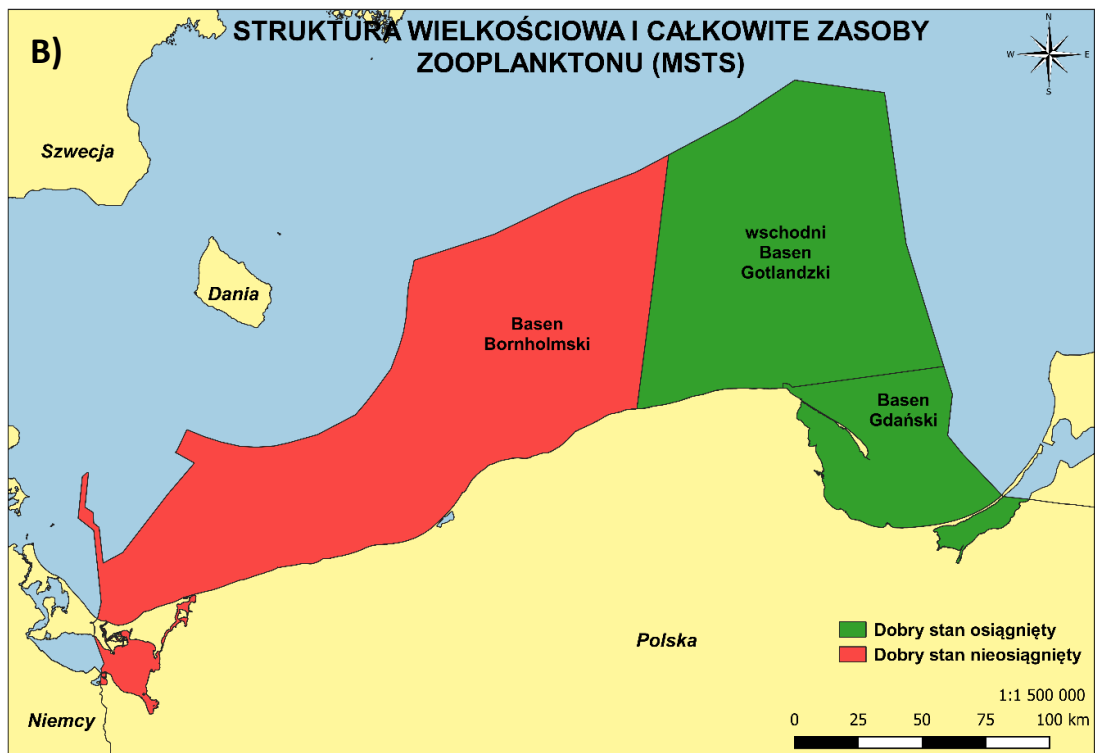 B)
STRUKTURA WIELKOŚCIOWA I CAŁKOWITE ZASOBY
ZOOPLANKTONU (MSTS)
N
W
E
S
Szwecja
wschodni
Basen
Gotlandzki
Dania
Basen
Bornholmski
Basen
Gdański
Polska
Dobry stan osiągnięty
Dobry stan nieosiągnięty
Niemcy
1:1 500 000
0 25 50 75 100 km